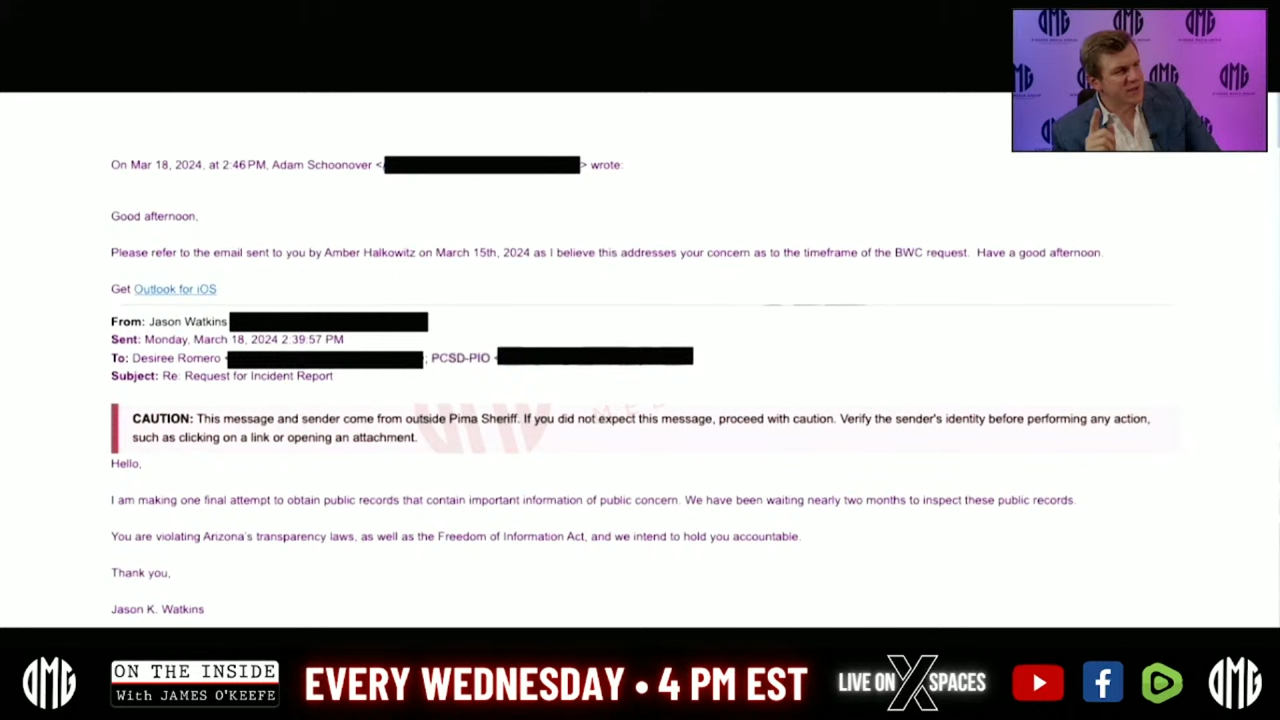 OMG OMG OMG
OMG OMG OMG
On Mar 18, 2024, at 2:46 PM, Adam Schoonover < > wrote:
Good afternoon,
Please refer to the email sent to you by Amber Halkowitz on March 15th, 2024 as I believe this addresses your concern as to the timeframe of the BWC request. Have a good afternoon.
Get Outlook for iOS
From: Jason Watkins
Sent: Monday, March 18, 2024 2:39:57 PM
To: Desiree Romero ; PCSD-PIO
Subject: Re: Request for Incident Report
CAUTION: This message and sender come from outside Pima Sheriff. If you did not expect this message, proceed with caution. Verify the sender's identity before performing any action,
such as clicking on a link or opening an attachment.
Hello,
I am making one final attempt to obtain public records that contain important information of public concern. We have been waiting nearly two months to inspect these public records.
You are violating Arizona's transparency laws, as well as the Freedom of Information Act, and we intend to hold you accountable.
Thank you,
Jason K. Watkins
OMG ON THE INSIDE EVERY WEDNESDAY • 4 PM EST LIVE ON X SPACES OMG
With JAMES O'KEEFE